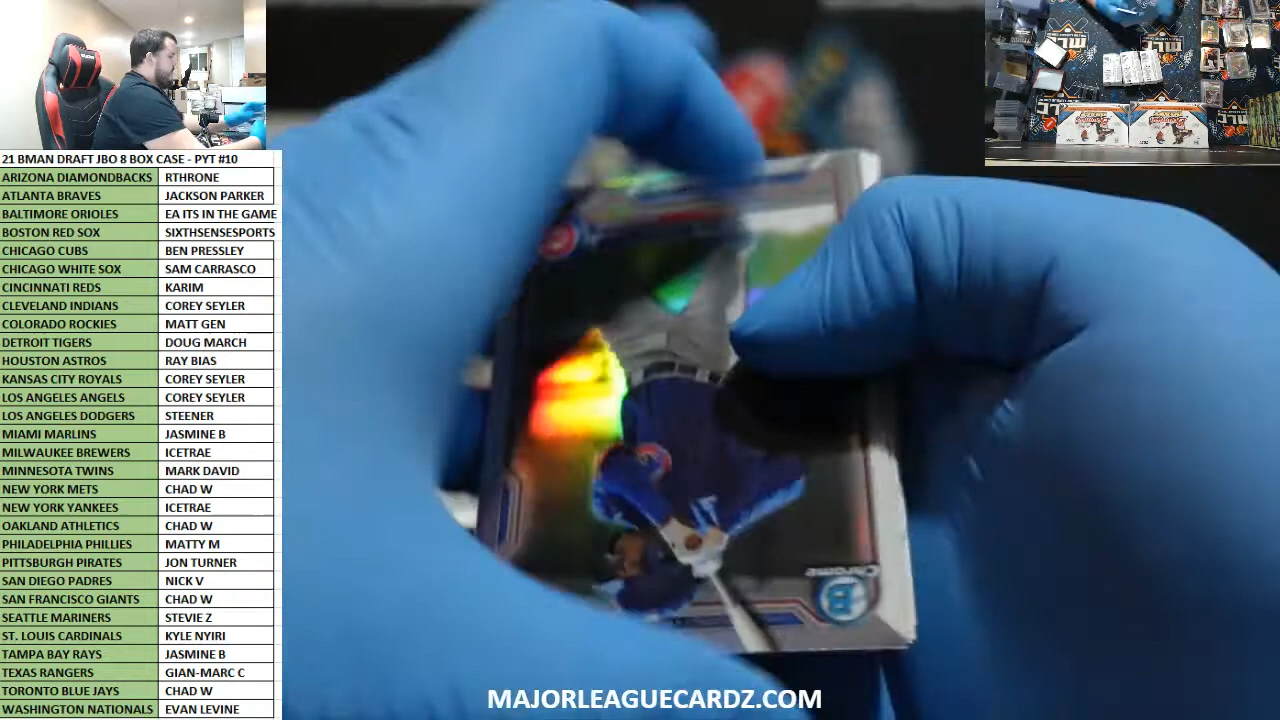 21 BMAN DRAFT JBO 8 BOX CASE - PYT #10
ARIZONA DIAMONDBACKS RTHRONE
ATLANTA BRAVES JACKSON PARKER
BALTIMORE ORIOLES EA ITS IN THE GAME
BOSTON RED SOX SIXTHSENSESPORTS
CHICAGO CUBS BEN PRESSLEY
CHICAGO WHITE SOX SAM CARRASCO
CINCINNATI REDS KARIM
CLEVELAND INDIANS COREY SEYLER
COLORADO ROCKIES MATT GEN
DETROIT TIGERS DOUG MARCH
HOUSTON ASTROS RAY BIAS
KANSAS CITY ROYALS COREY SEYLER
LOS ANGELES ANGELS COREY SEYLER
LOS ANGELES DODGERS STEENER
MIAMI MARLINS JASMINE B
MILWAUKEE BREWERS ICETRAE
MINNESOTA TWINS MARK DAVID
NEW YORK METS CHAD W
NEW YORK YANKEES ICETRAE
OAKLAND ATHLETICS CHAD W
PHILADELPHIA PHILLIES MATTY M
PITTSBURGH PIRATES JON TURNER
SAN DIEGO PADRES NICK V
SAN FRANCISCO GIANTS CHAD W
SEATTLE MARINERS STEVIE Z
ST. LOUIS CARDINALS KYLE NYIRI
TAMPA BAY RAYS JASMINE B
TEXAS RANGERS GIAN-MARC C
TORONTO BLUE JAYS CHAD W
WASHINGTON NATIONALS EVAN LEVINE
MLC
MLC
Chrome
B
MAJORLEAGUECARDZ.COM